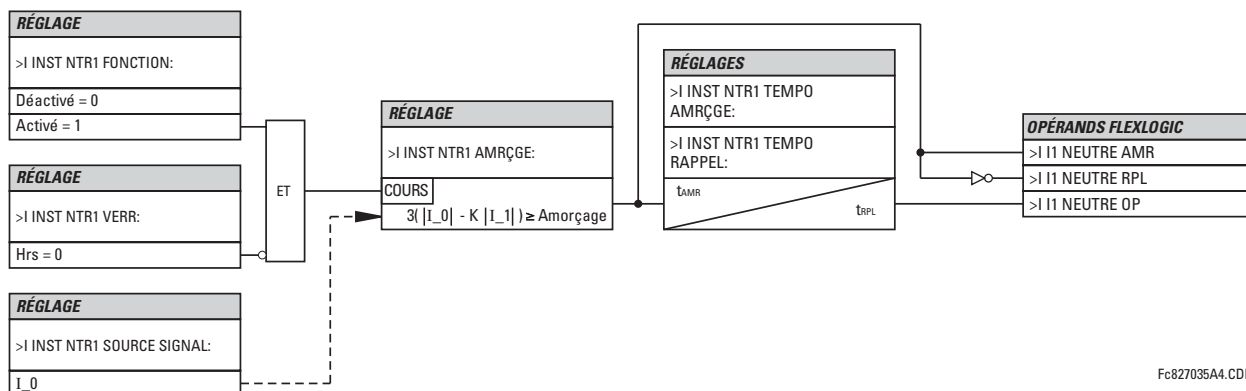 RÉGLAGE
>I INST NTR1 FONCTION:
Déactivé = 0
Activé = 1
RÉGLAGE
>I INST NTR1 VERR:
Hrs = 0
RÉGLAGE
>I INST NTR1 SOURCE SIGNAL:
I_0
ET
RÉGLAGE
>I INST NTR1 AMRÇGE:
COURS
3( |I_0| - K |I_1| ) ≥ Amorçage
RÉGLAGES
>I INST NTR1 TEMPO
AMRÇGE:
>I INST NTR1 TEMPO
RAPPEL:
tAMR
tRPL
OPÉRANDS FLEXLOGIC
>I I1 NEUTRE AMR
>I I1 NEUTRE RPL
>I I1 NEUTRE OP